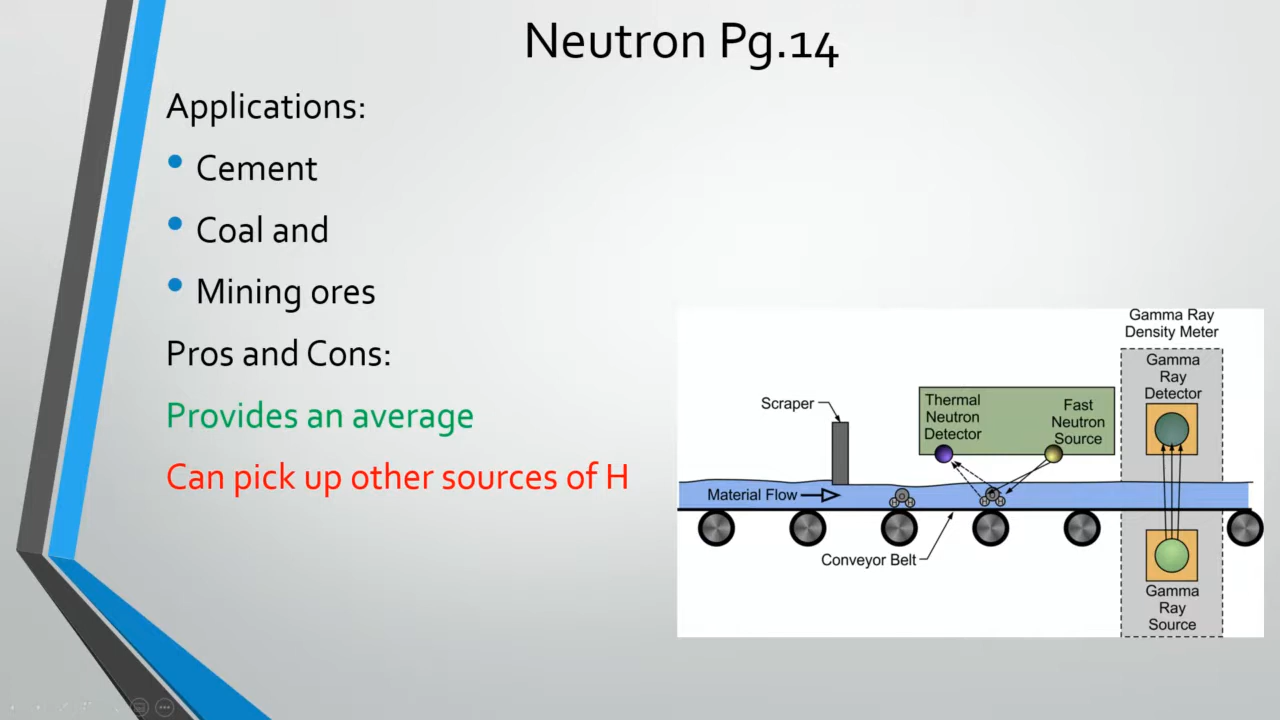 Neutron Pg.14
Applications:
Cement
Coal and
Mining ores
Pros and Cons:
Provides an average
Can pick up other sources of H
Gamma Ray
Density Meter
Gamma
Ray
Detector
Scraper
Thermal
Neutron
Detector
Fast
Neutron
Source
Material Flow
H H
H H
Conveyor Belt
Gamma
Ray
Source